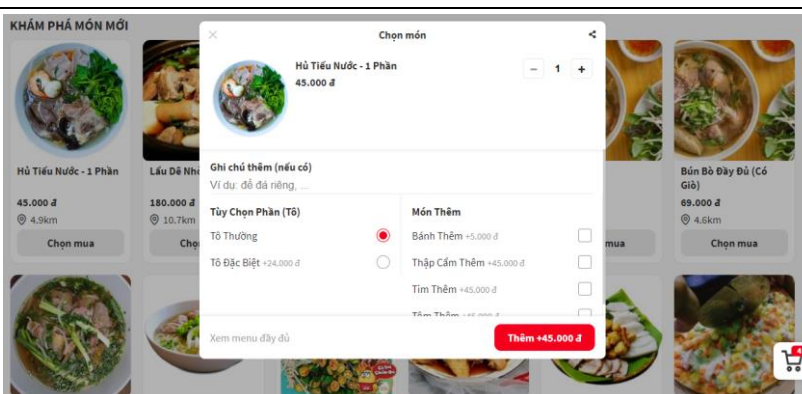 KHÁM PHÁ MÓN MỚI
Chọn món
Hủ Tiếu Nước - 1 Phần
45.000 đ
1
Ghi chú thêm (nếu có)
Ví dụ: để đá riêng, ...
Tùy Chọn Phần (Tô)
Tô Thường
Tô Đặc Biệt +24.000 đ
Món Thêm
Bánh Thêm +5.000 đ
Thập Cẩm Thêm +45.000 đ
Tim Thêm +45.000 đ
Xem menu đầy đủ
Thêm +45.000 đ
Hủ Tiếu Nước - 1 Phần
45.000 đ
4.9km
Chọn mua
Lẩu Dê
180.000 đ
10.7km
mua
Bún Bò Đầy Đủ (Có
Giò)
69.000 đ
4.6km
Chọn mua